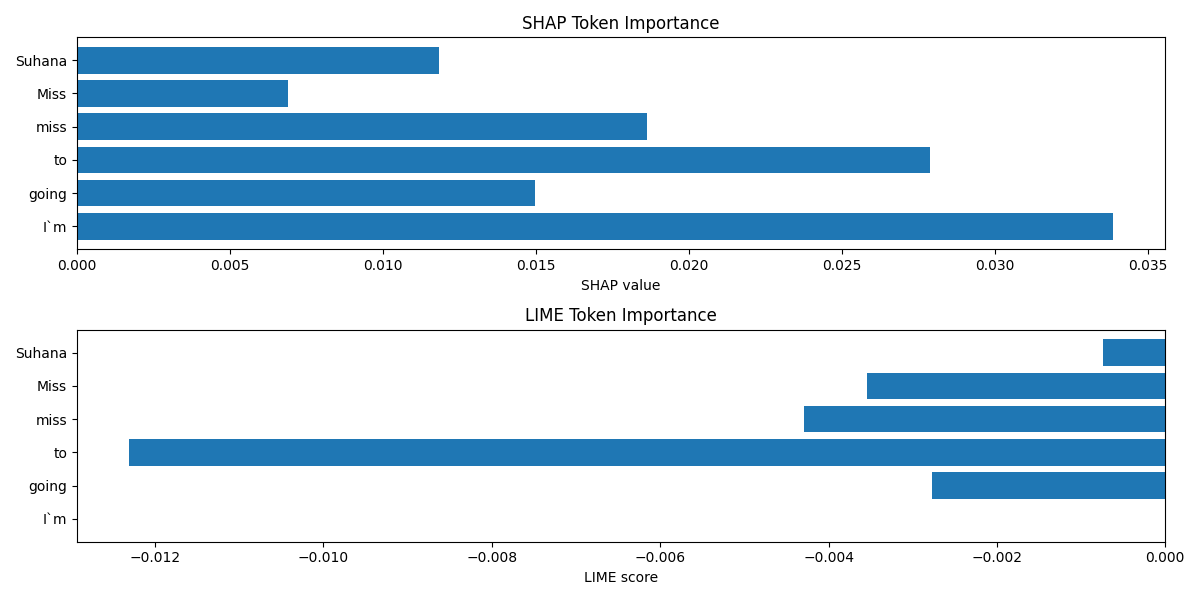 SHAP Token Importance
Suhana
Miss
miss
to
going
I`m
0.000 0.005 0.010 0.015 0.020 0.025 0.030 0.035
SHAP value
LIME Token Importance
Suhana
Miss
miss
to
going
I`m
−0.012 −0.010 −0.008 −0.006 −0.004 −0.002 0.000
LIME score